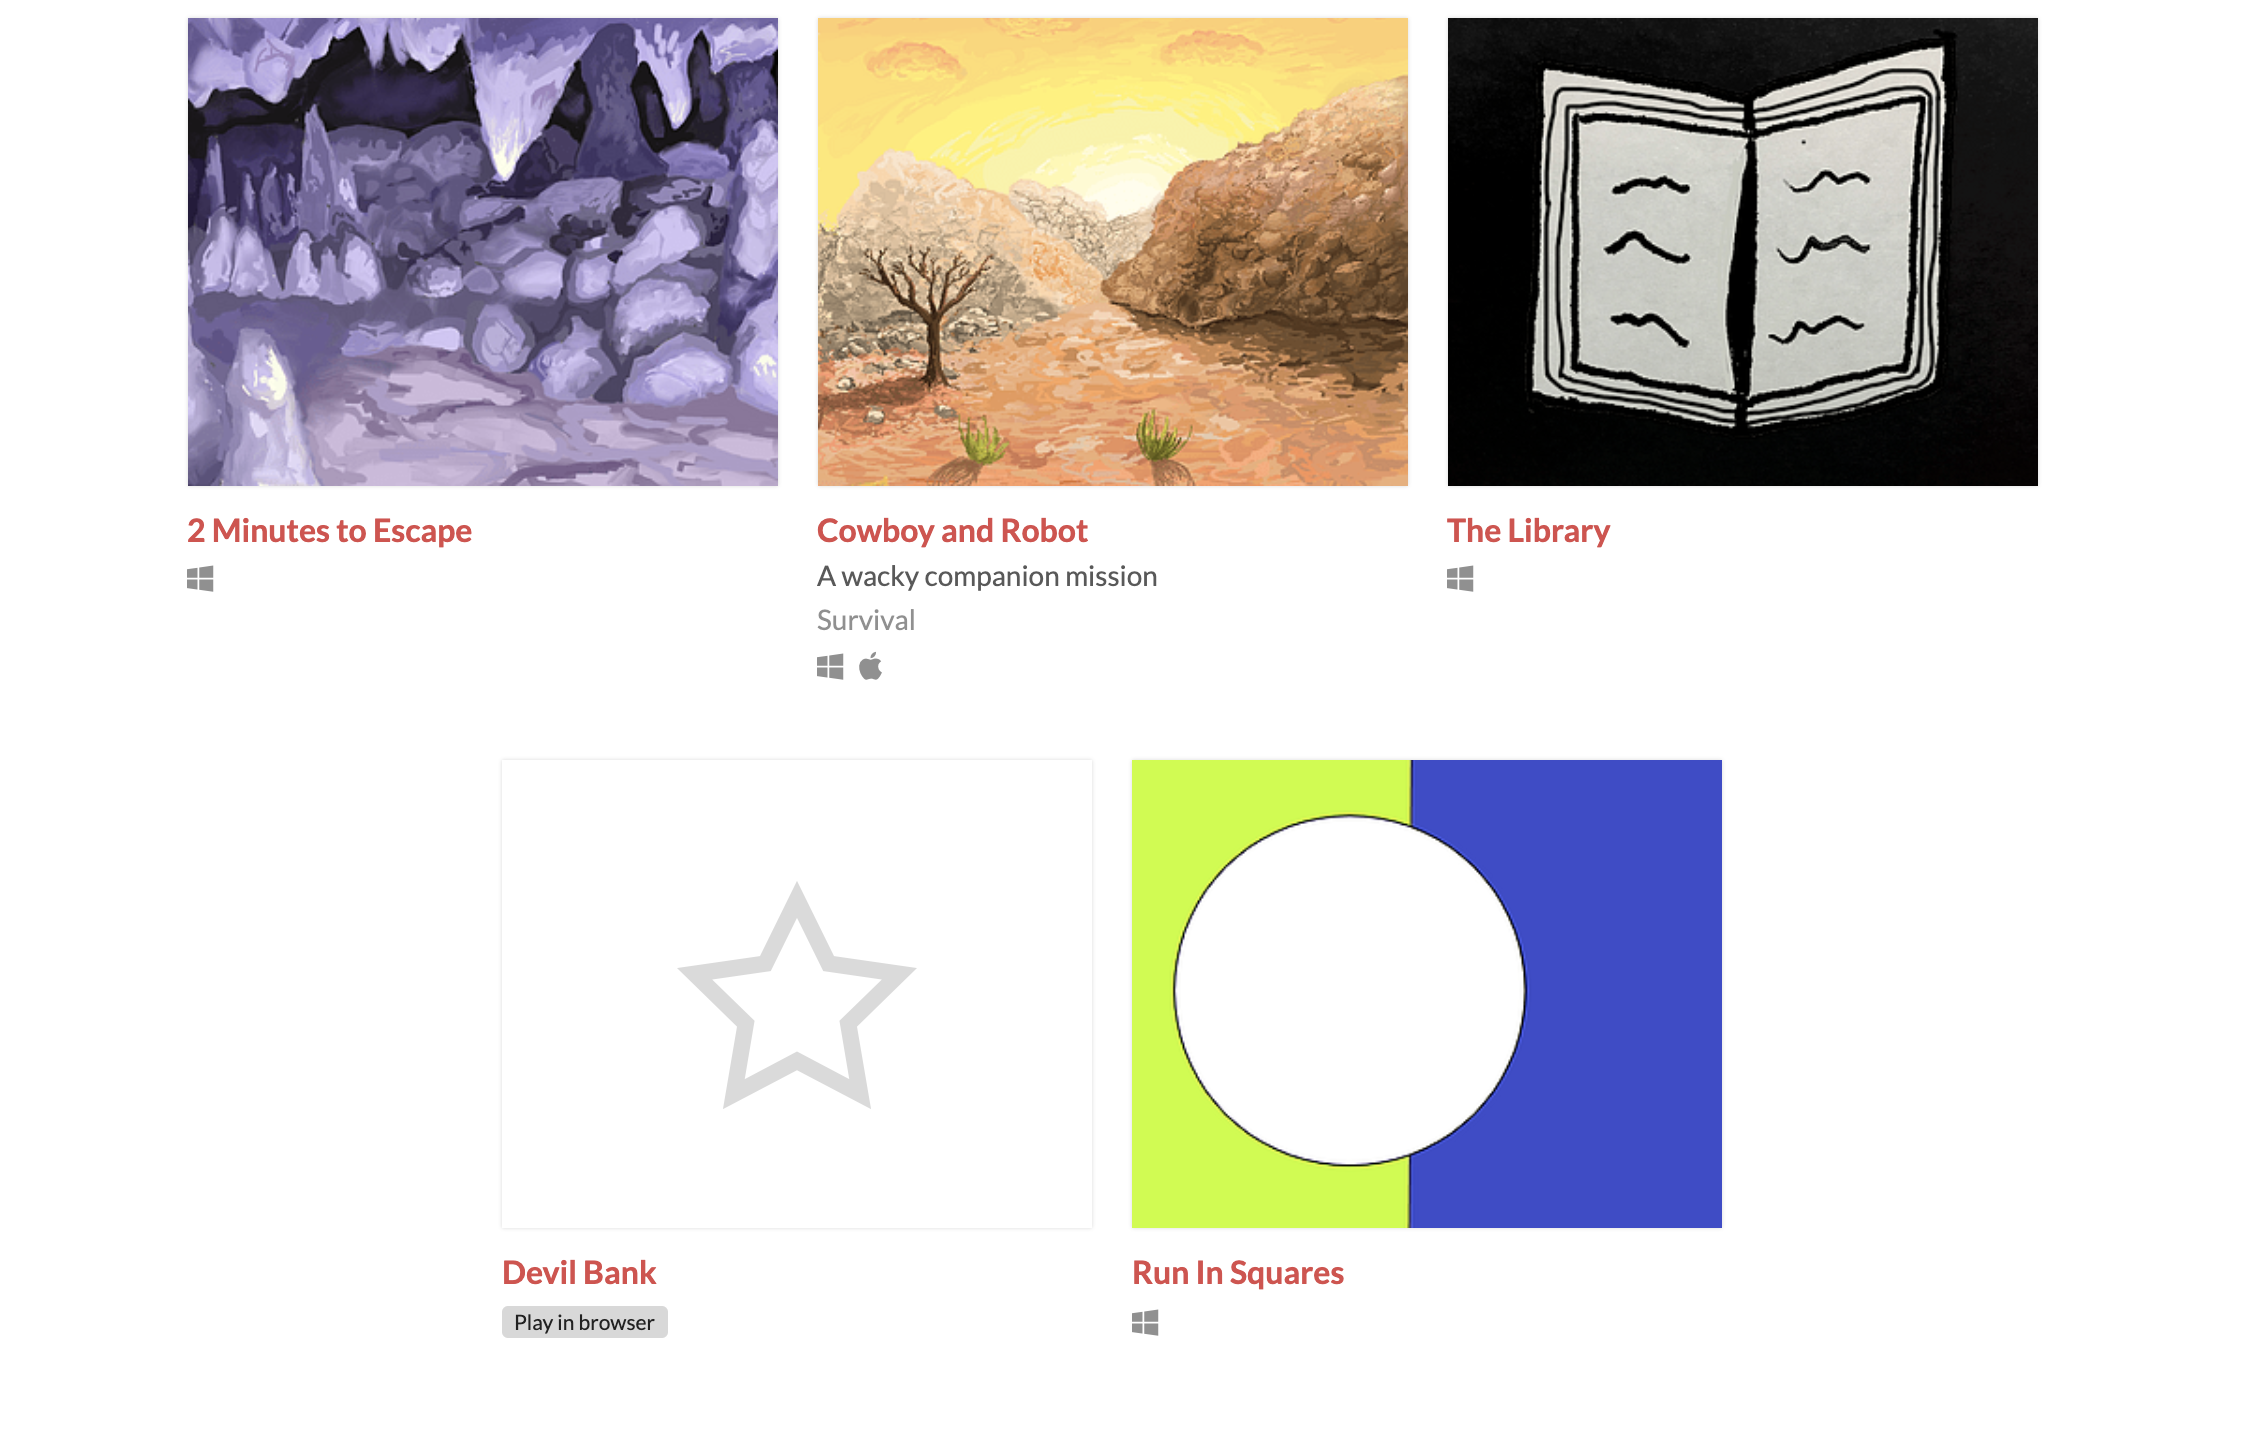 2 Minutes to Escape
Cowboy and Robot
A wacky companion mission
Survival
The Library
Devil Bank
Play in browser
Run In Squares